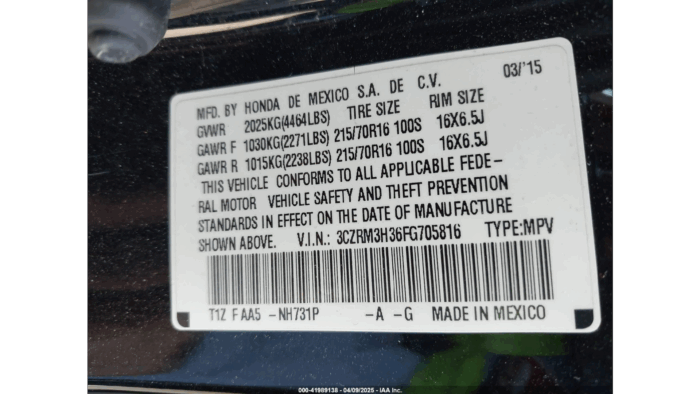 MFD. BY HONDA DE MEXICO S.A. DE C.V. 03/'15
GVWR 2025KG(4464LBS) TIRE SIZE RIM SIZE
GAWR F 1030KG(2271LBS) 215/70R16 100S 16X6.5J
GAWR R 1015KG(2238LBS) 215/70R16 100S 16X6.5J
THIS VEHICLE CONFORMS TO ALL APPLICABLE FEDE-
RAL MOTOR VEHICLE SAFETY AND THEFT PREVENTION
STANDARDS IN EFFECT ON THE DATE OF MANUFACTURE
SHOWN ABOVE. V.I.N.: 3CZRM3H36FG705816 TYPE:MPV
T1Z F AA5 -NH731P -A -G MADE IN MEXICO
000-41989138 - 04/09/2025 - IAA Inc.